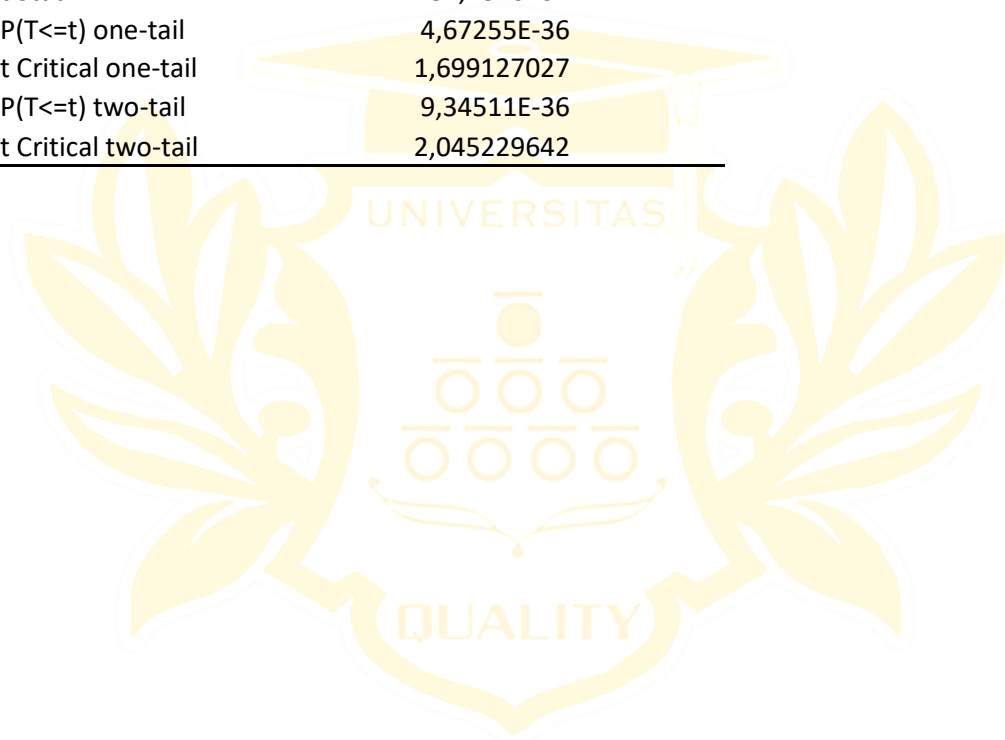 P(T<=t) one-tail 4,67255E-36
t Critical one-tail 1,699127027
P(T<=t) two-tail 9,34511E-36
t Critical two-tail 2,045229642
UNIVERSITAS
QUALITY